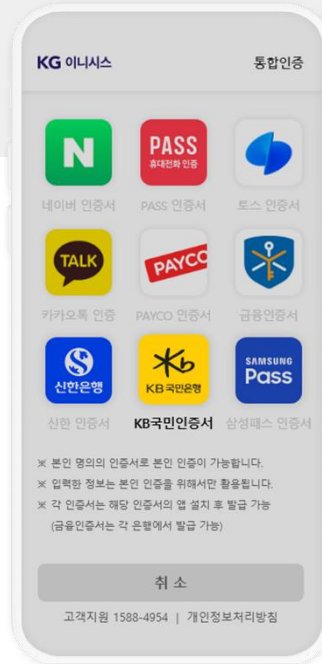 KG 이니시스
통합인증
N
PASS
휴대전화 인증
네이버 인증서
PASS 인증서
토스 인증서
TALK
PAYCO
카카오톡 인증
PAYCO 인증서
금융인증서
신한은행
KB국민은행
SAMSUNG
Pass
신한 인증서
KB국민인증서
삼성패스 인증서
※ 본인 명의의 인증서로 본인 인증이 가능합니다.
※ 입력한 정보는 본인 인증을 위해서만 활용됩니다.
※ 각 인증서는 해당 인증서의 앱 설치 후 발급 가능
(금융인증서는 각 은행에서 발급 가능)
취 소
고객지원 1588-4954 | 개인정보처리방침